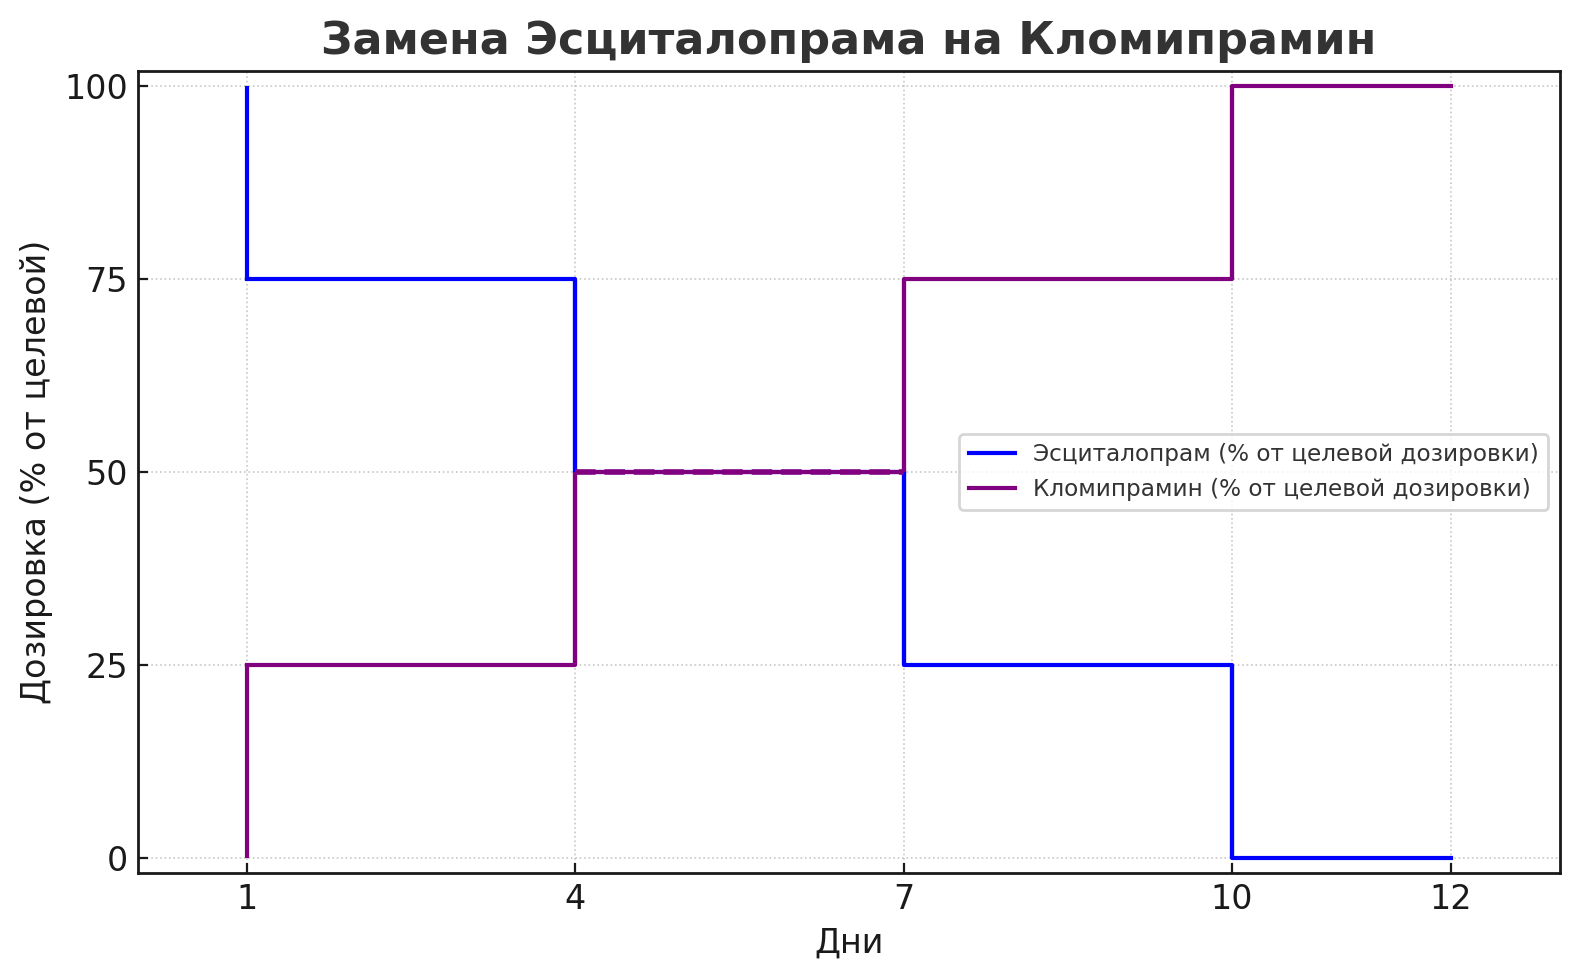 Замена Эсциталопрама на Кломипрамин
Дозировка (% от целевой)
100
75
50
25
0
Эсциталопрам (% от целевой дозировки)
Кломипрамин (% от целевой дозировки)
1 4 7 10 12
Дни